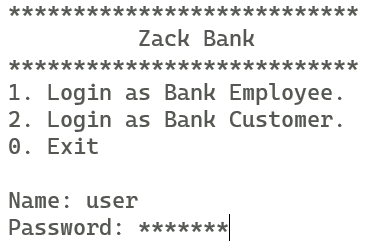 ***************************
Zack Bank
***************************
1. Login as Bank Employee.
2. Login as Bank Customer.
0. Exit
Name: user
Password: *******